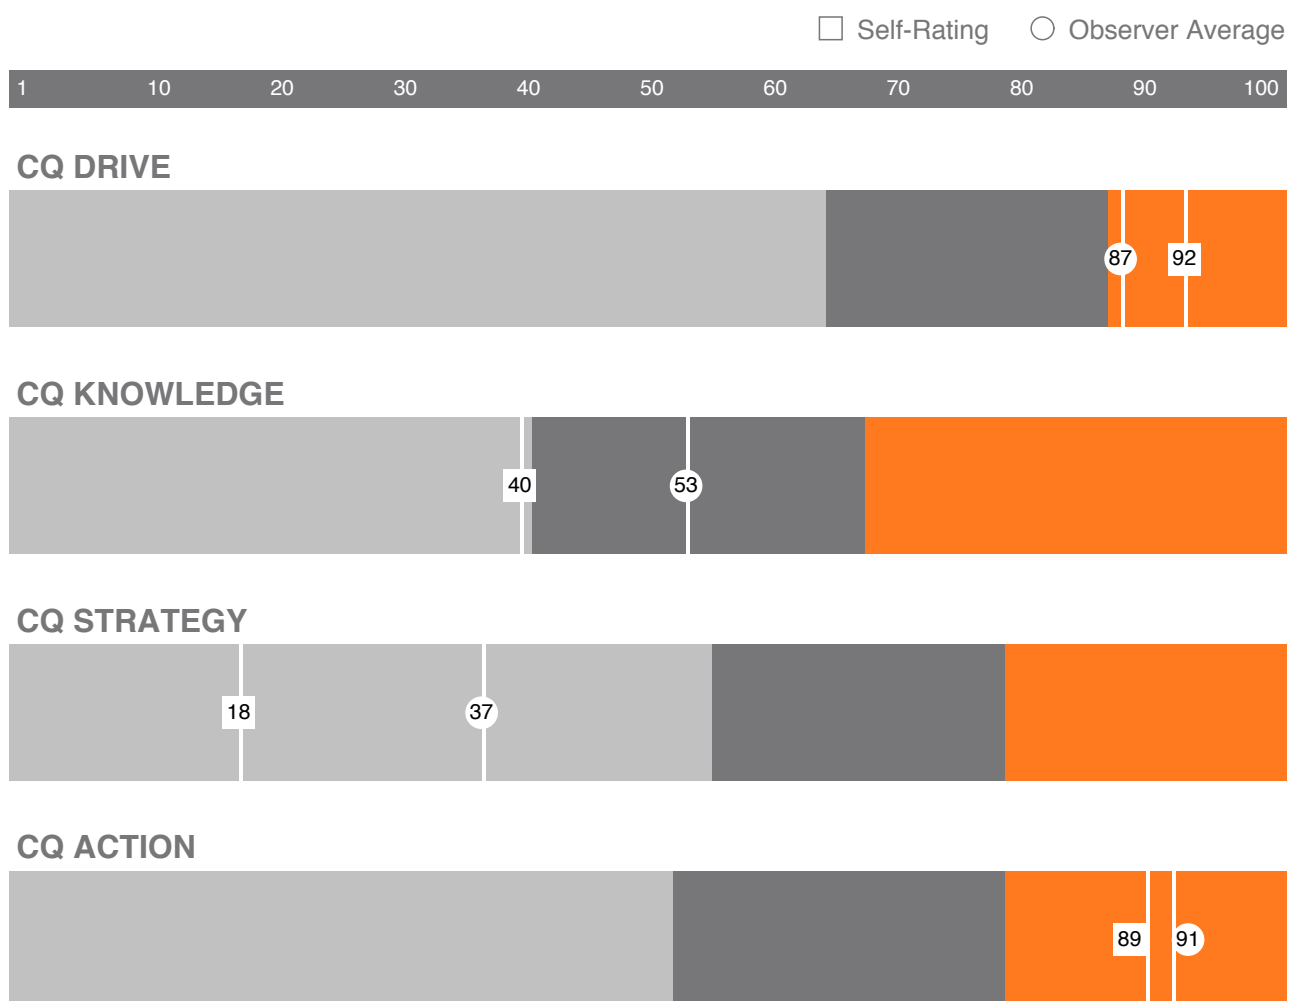 Self-Rating Observer Average
1 10 20 30 40 50 60 70 80 90 100
CQ DRIVE
87 92
CQ KNOWLEDGE
40 53
CQ STRATEGY
18 37
CQ ACTION
89 91